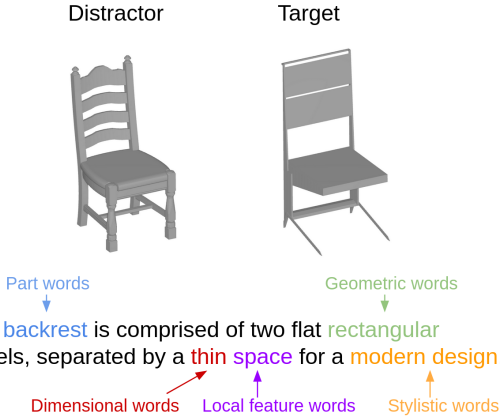 Distractor Target
Part words Geometric words
backrest is comprised of two flat rectangular
els, separated by a thin space for a modern design
Dimensional words Local feature words Stylistic words